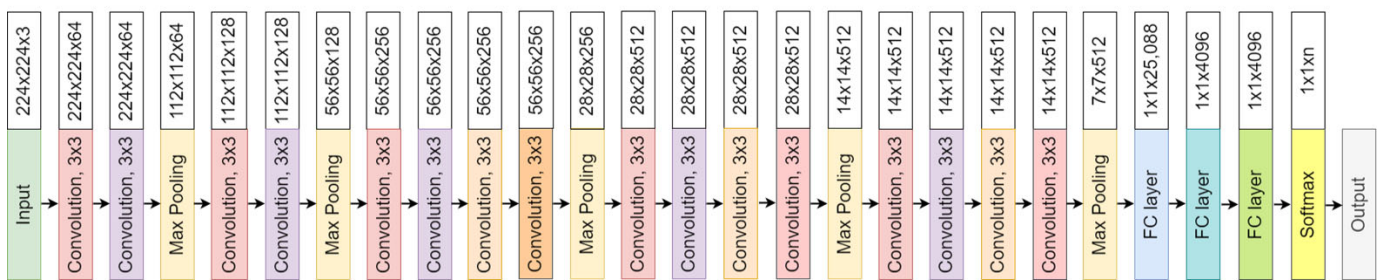 224x224x3
Input
224x224x64
Convolution, 3x3
224x224x64
Convolution, 3x3
112x112x64
Max Pooling
112x112x128
Convolution, 3x3
112x112x128
Convolution, 3x3
56x56x128
Max Pooling
56x56x256
Convolution, 3x3
56x56x256
Convolution, 3x3
56x56x256
Convolution, 3x3
56x56x256
Convolution, 3x3
28x28x256
Max Pooling
28x28x512
Convolution, 3x3
28x28x512
Convolution, 3x3
28x28x512
Convolution, 3x3
28x28x512
Convolution, 3x3
14x14x512
Max Pooling
14x14x512
Convolution, 3x3
14x14x512
Convolution, 3x3
14x14x512
Convolution, 3x3
14x14x512
Convolution, 3x3
7x7x512
Max Pooling
1x1x25,088
FC layer
1x1x4096
FC layer
1x1x4096
FC layer
1x1xn
Softmax
Output